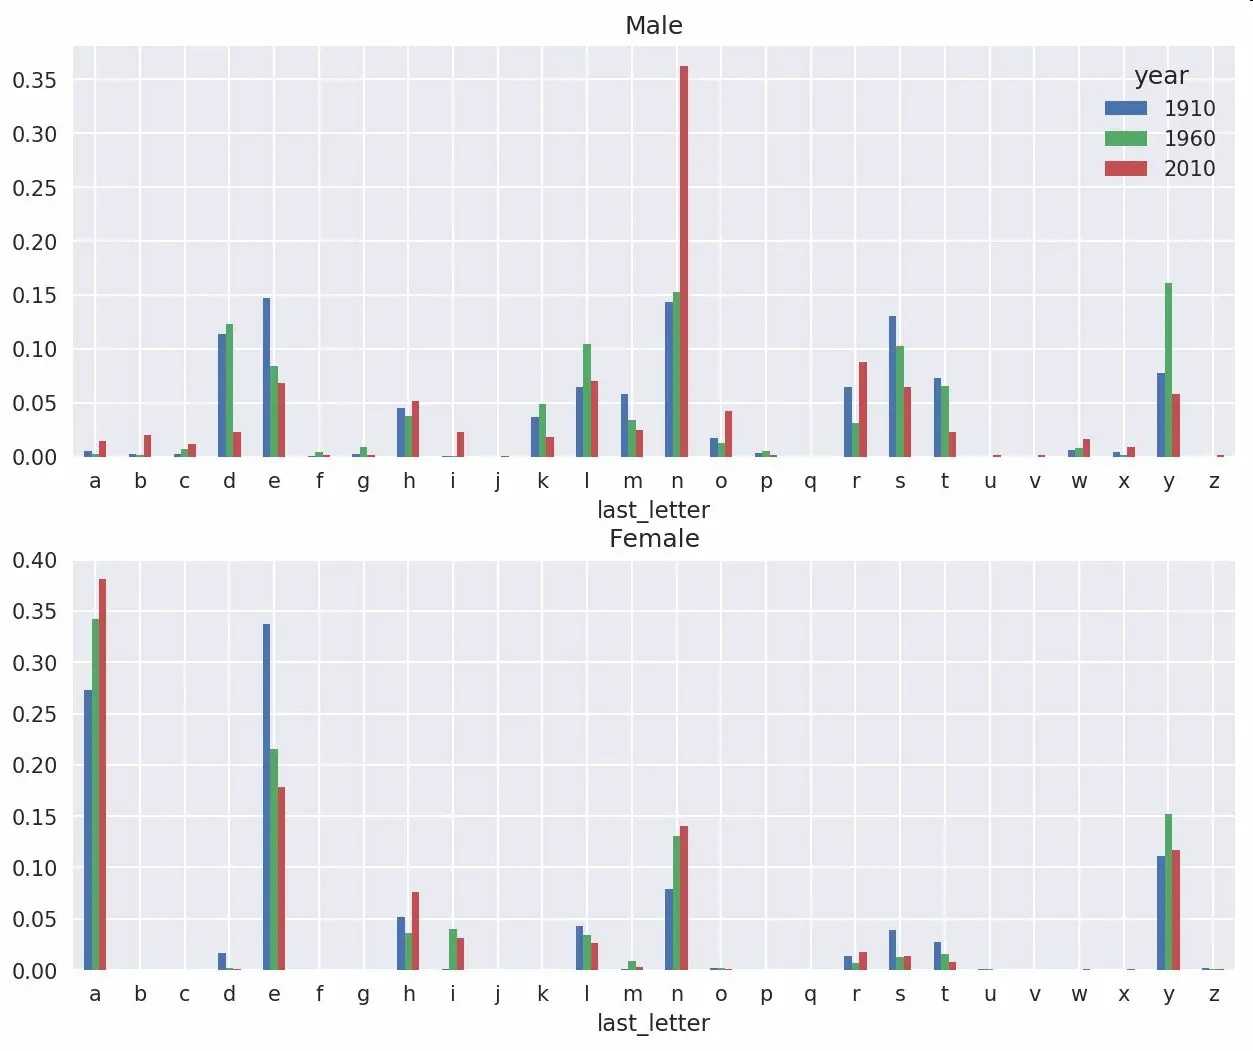 Male
year
1910
1960
2010
0.35
0.30
0.25
0.20
0.15
0.10
0.05
0.00
a b c d e f g h i j k l m n o p q r s t u v w x y z
last_letter
Female
0.40
0.35
0.30
0.25
0.20
0.15
0.10
0.05
0.00
a b c d e f g h i j k l m n o p q r s t u v w x y z
last_letter